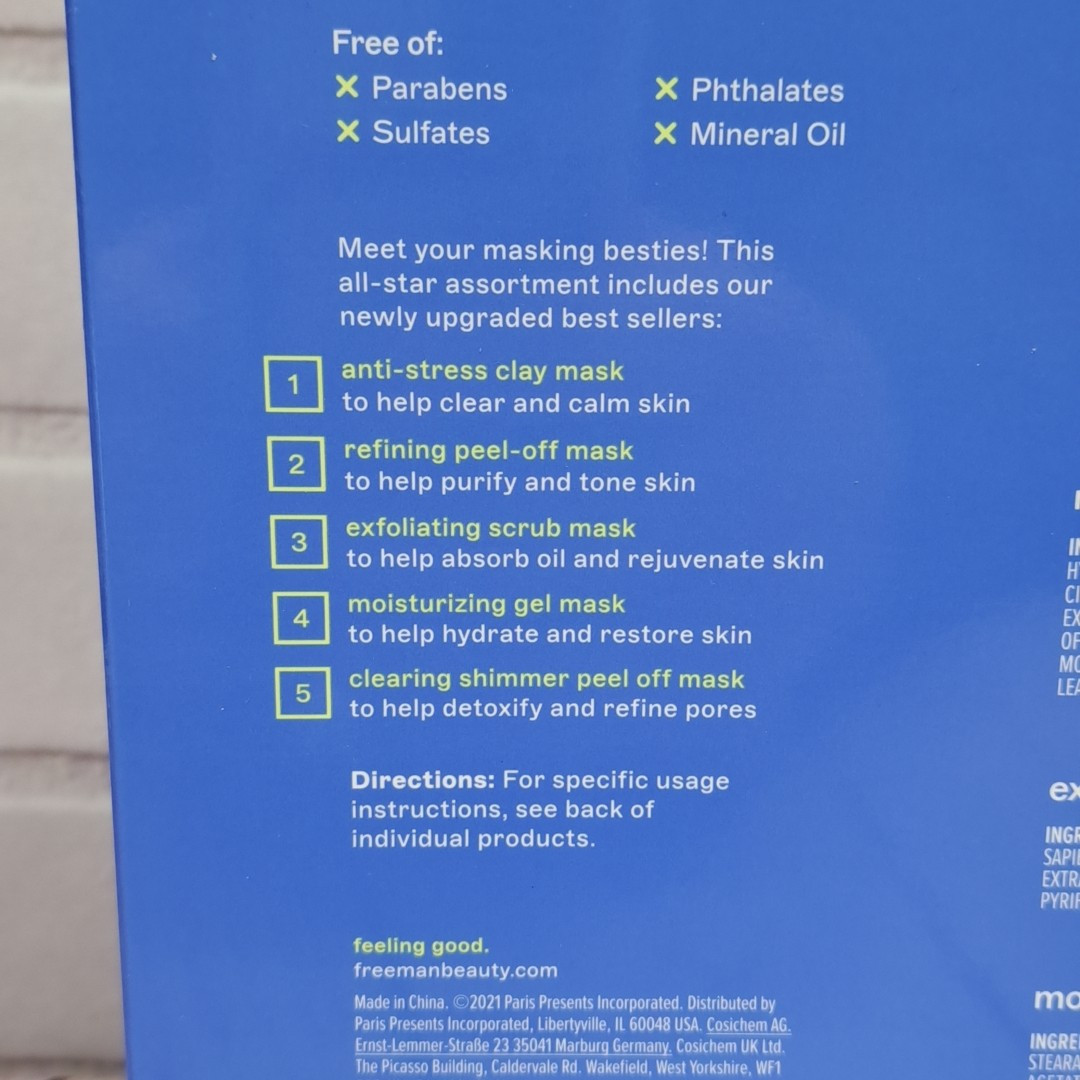 Free of:
✕ Parabens ✕ Phthalates
✕ Sulfates ✕ Mineral Oil
Meet your masking besties! This
all-star assortment includes our
newly upgraded best sellers:
1 anti-stress clay mask
to help clear and calm skin
2 refining peel-off mask
to help purify and tone skin
3 exfoliating scrub mask
to help absorb oil and rejuvenate skin
4 moisturizing gel mask
to help hydrate and restore skin
5 clearing shimmer peel off mask
to help detoxify and refine pores
Directions: For specific usage
instructions, see back of
individual products.
feeling good.
freemanbeauty.com
Made in China. ©2021 Paris Presents Incorporated. Distributed by
Paris Presents Incorporated, Libertyville, IL 60048 USA. Cosichem AG.
Ernst-Lemmer-Straße 23 35041 Marburg Germany. Cosichem UK Ltd.
The Picasso Building, Caldervale Rd. Wakefield, West Yorkshire, WF1